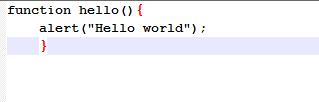 function hello(){
    alert("Hello world");
    }